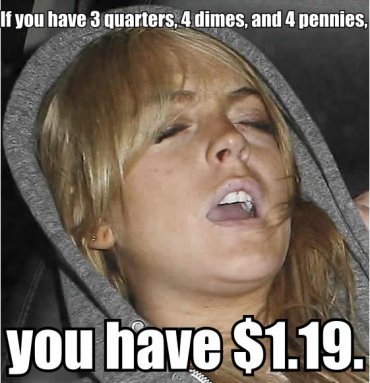 If you have 3 quarters, 4 dimes, and 4 pennies,
you have $1.19.